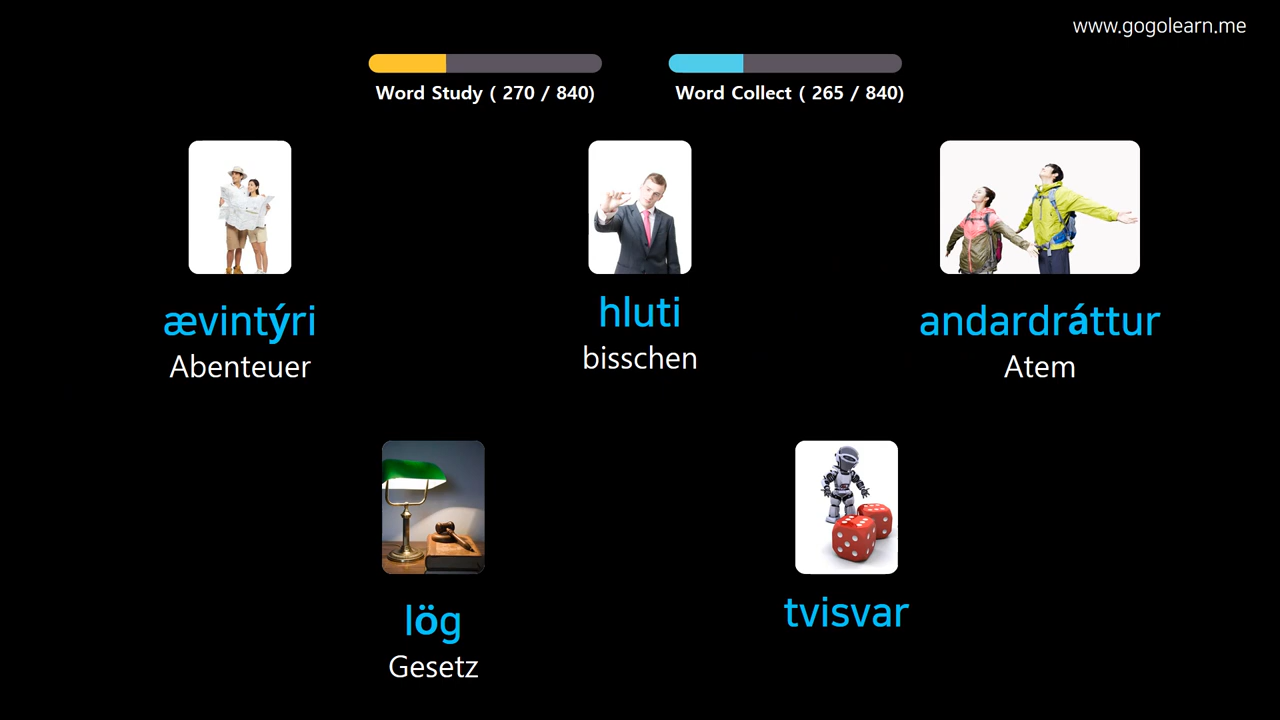 www.gogolearn.me
Word Study ( 270 / 840)
Word Collect ( 265 / 840)
ævintýri
Abenteuer
hluti
bisschen
andardráttur
Atem
lög
Gesetz
tvisvar